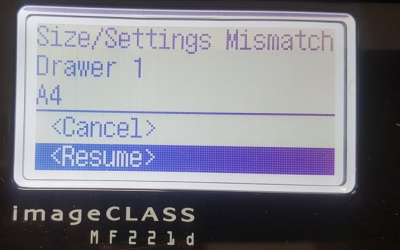 Size/Settings Mismatch
Drawer 1
A4
<Cancel>
<Resume>
imageCLASS
MF221d